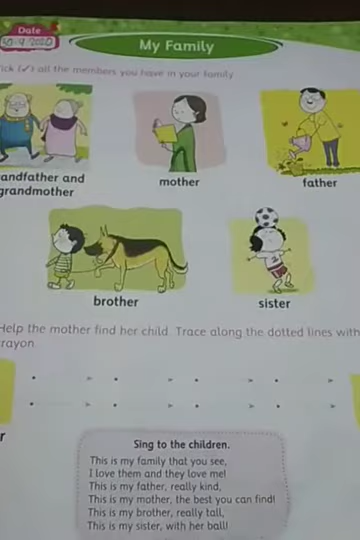 Date
30-4-2020
My Family
ick (✓) all the members you have in your family
andfather and
grandmother
mother
father
brother
sister
Help the mother find her child. Trace along the dotted lines with
rayon.
r
Sing to the children.
This is my family that you see,
I love them and they love me!
This is my father, really kind,
This is my mother, the best you can find!
This is my brother, really tall,
This is my sister, with her ball!